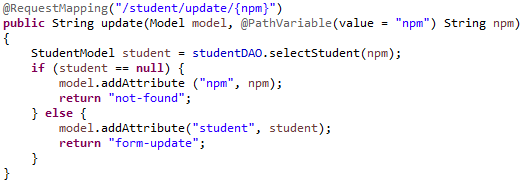 @RequestMapping("/student/update/{npm}")
public String update(Model model, @PathVariable(value = "npm") String npm)
{
    StudentModel student = studentDAO.selectStudent(npm);
    if (student == null) {
        model.addAttribute ("npm", npm);
        return "not-found";
    } else {
        model.addAttribute("student", student);
        return "form-update";
    }
}